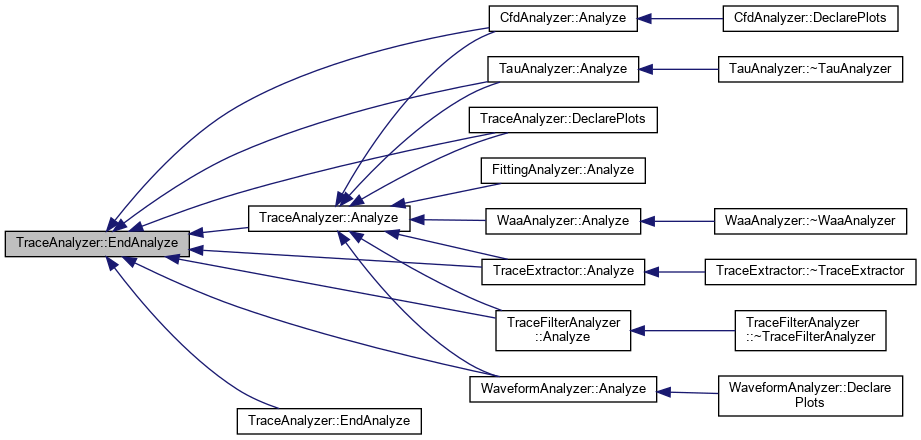 CfdAnalyzer::Analyze
CfdAnalyzer::DeclarePlots
TauAnalyzer::Analyze
TauAnalyzer::~TauAnalyzer
TraceAnalyzer::DeclarePlots
FittingAnalyzer::Analyze
TraceAnalyzer::Analyze
WaaAnalyzer::Analyze
WaaAnalyzer::~WaaAnalyzer
TraceAnalyzer::EndAnalyze
TraceExtractor::Analyze
TraceExtractor::~TraceExtractor
TraceFilterAnalyzer
::Analyze
TraceFilterAnalyzer
::~TraceFilterAnalyzer
WaveformAnalyzer::Analyze
WaveformAnalyzer::Declare
Plots
TraceAnalyzer::EndAnalyze